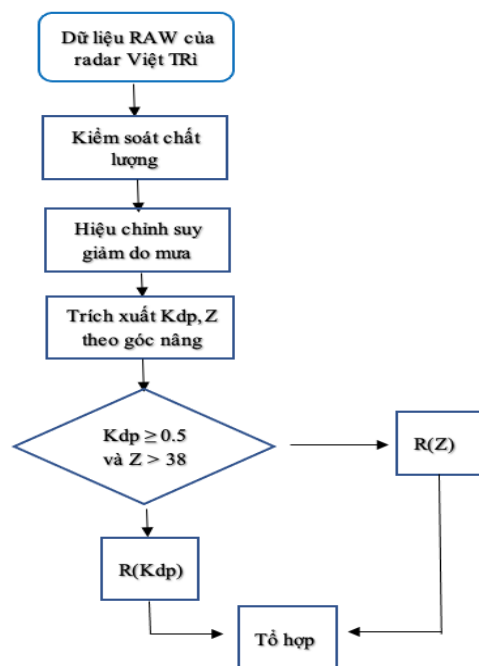 Dữ liệu RAW của
radar Việt TRì
Kiểm soát chất
lượng
Hiệu chỉnh suy
giảm do mưa
Trích xuất Kdp, Z
theo góc nâng
Kdp ≥ 0.5
và Z > 38
R(Z)
R(Kdp)
Tổ hợp